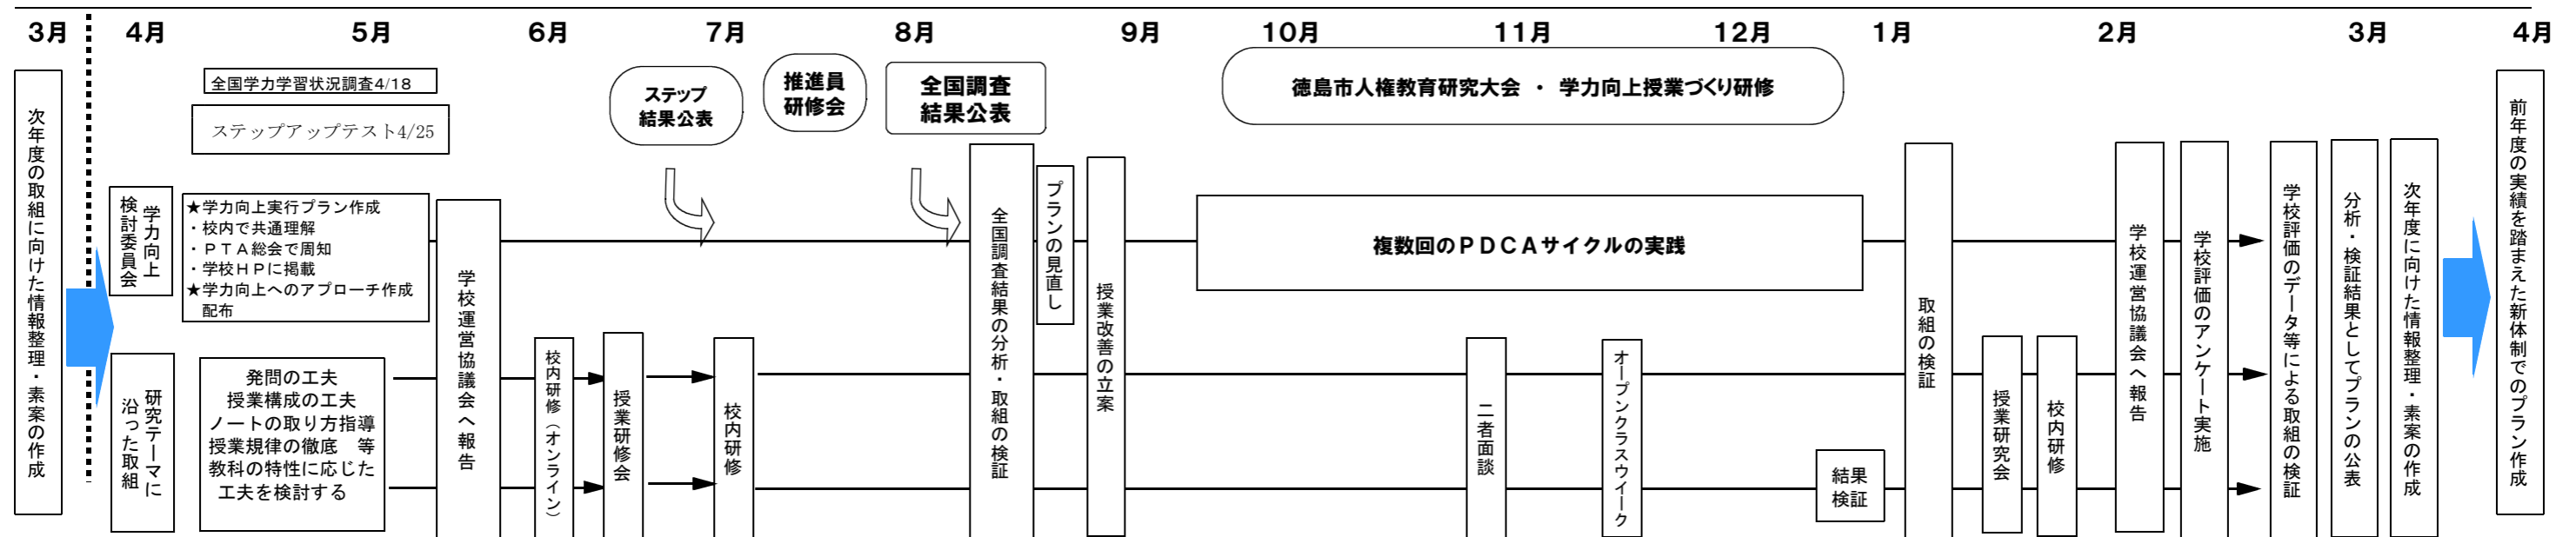 3月
4月
5月
6月
7月
8月
9月
10月
11月
12月
1月
2月
3月
4月
次年度の取組に向けた情報整理・素案の作成
全国学力学習状況調査4/18
ステップアップテスト4/25
学力向上
検討委員会
★学力向上実行プラン作成
・校内で共通理解
・ＰＴＡ総会で周知
・学校ＨＰに掲載
★学力向上へのアプローチ作成
配布
研究テーマに
沿った取組
発問の工夫
授業構成の工夫
ノートの取り方指導
授業規律の徹底　等
教科の特性に応じた
工夫を検討する
学校運営協議会へ報告
校内研修（オンライン）
授業研修会
ステップ
結果公表
校内研修
推進員
研修会
全国調査
結果公表
全国調査結果の分析・取組の検証
プランの見直し
授業改善の立案
徳島市人権教育研究大会 ・ 学力向上授業づくり研修
複数回のＰＤＣＡサイクルの実践
二者面談
オープンクラスウイーク
結果
検証
取組の検証
授業研究会
校内研修
学校運営協議会へ報告
学校評価のアンケート実施
学校評価のデータ等による取組の検証
分析・検証結果としてプランの公表
次年度に向けた情報整理・素案の作成
前年度の実績を踏まえた新体制でのプラン作成